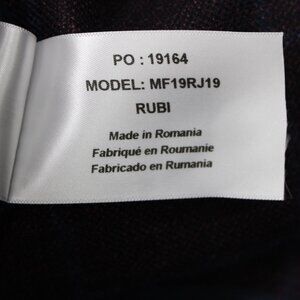 PO : 19164
MODEL: MF19RJ19
RUBI
Made in Romania
Fabriqué en Roumanie
Fabricado en Rumania